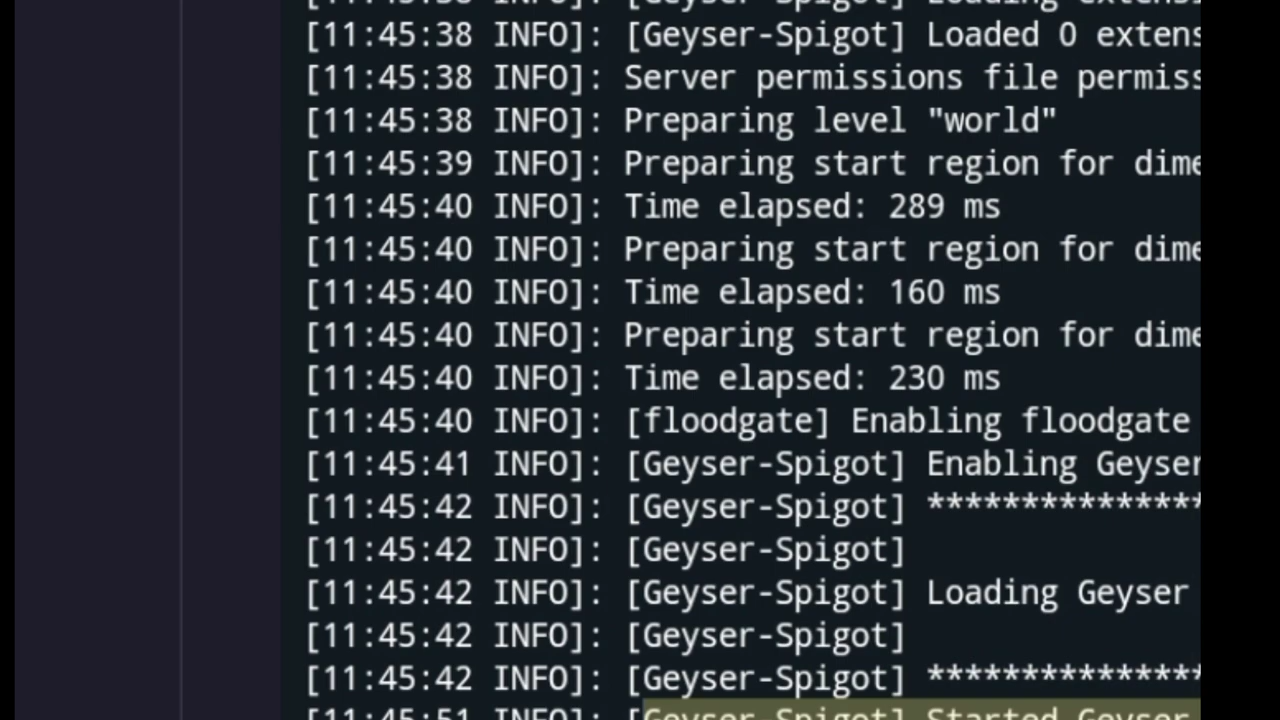 [11:45:38 INFO]: [Geyser-Spigot] Loading
[11:45:38 INFO]: [Geyser-Spigot] Loaded 0 extens
[11:45:38 INFO]: Server permissions file permiss
[11:45:38 INFO]: Preparing level "world"
[11:45:39 INFO]: Preparing start region for dime
[11:45:40 INFO]: Time elapsed: 289 ms
[11:45:40 INFO]: Preparing start region for dime
[11:45:40 INFO]: Time elapsed: 160 ms
[11:45:40 INFO]: Preparing start region for dime
[11:45:40 INFO]: Time elapsed: 230 ms
[11:45:40 INFO]: [floodgate] Enabling floodgate
[11:45:41 INFO]: [Geyser-Spigot] Enabling Geyser
[11:45:42 INFO]: [Geyser-Spigot] ***************
[11:45:42 INFO]: [Geyser-Spigot]
[11:45:42 INFO]: [Geyser-Spigot] Loading Geyser
[11:45:42 INFO]: [Geyser-Spigot]
[11:45:42 INFO]: [Geyser-Spigot] ***************
[11:45:51 INFO]: [Geyser-Spigot] Started Geyser